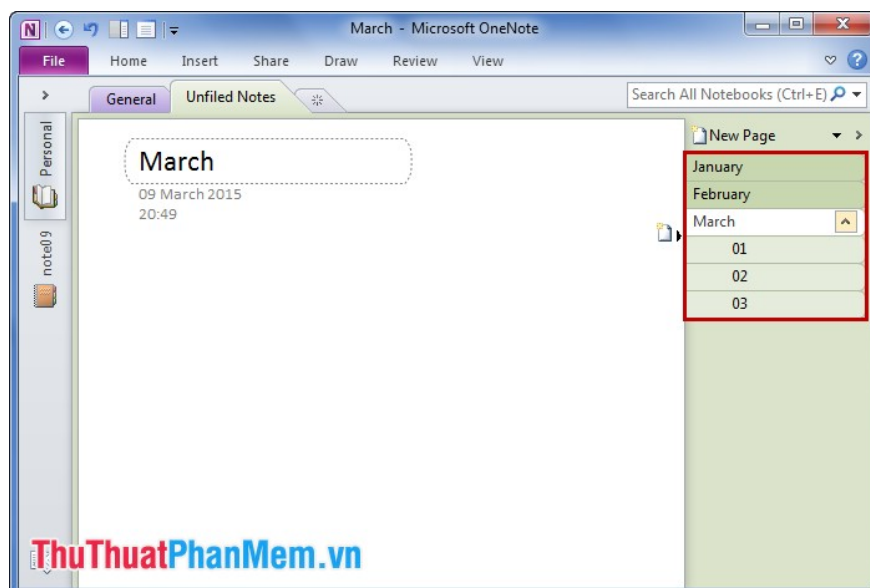 March - Microsoft OneNote
File Home Insert Share Draw Review View
General Unfiled Notes Search All Notebooks (Ctrl+E)
Personal
note09
March
09 March 2015
20:49
New Page
January
February
March
01
02
03
ThuThuatPhanMem.vn